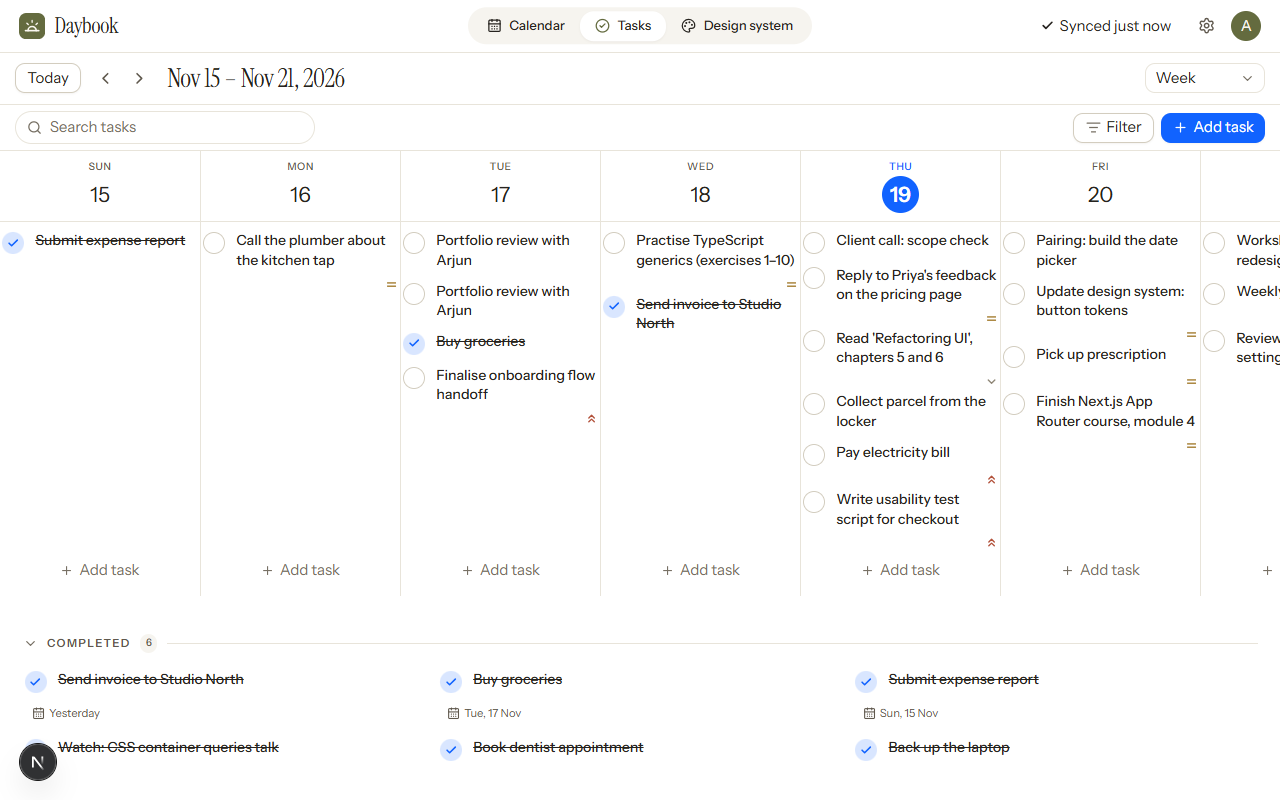 Daybook
Calendar
Tasks
Design system
Synced just now
A
Today
Nov 15 – Nov 21, 2026
Week
Search tasks
Filter
Add task
SUN
15
MON
16
TUE
17
WED
18
THU
19
FRI
20
Submit expense report
Call the plumber about
the kitchen tap
Portfolio review with
Arjun
Portfolio review with
Arjun
Buy groceries
Finalise onboarding flow
handoff
Practise TypeScript
generics (exercises 1–10)
Send invoice to Studio
North
Client call: scope check
Reply to Priya's feedback
on the pricing page
Read 'Refactoring UI',
chapters 5 and 6
Collect parcel from the
locker
Pay electricity bill
Write usability test
script for checkout
Pairing: build the date
picker
Update design system:
button tokens
Pick up prescription
Finish Next.js App
Router course, module 4
Weekly
Review
Add task
Add task
Add task
Add task
Add task
Add task
COMPLETED
6
Send invoice to Studio North
Yesterday
Buy groceries
Tue, 17 Nov
Submit expense report
Sun, 15 Nov
Watch: CSS container queries talk
Book dentist appointment
Back up the laptop
N